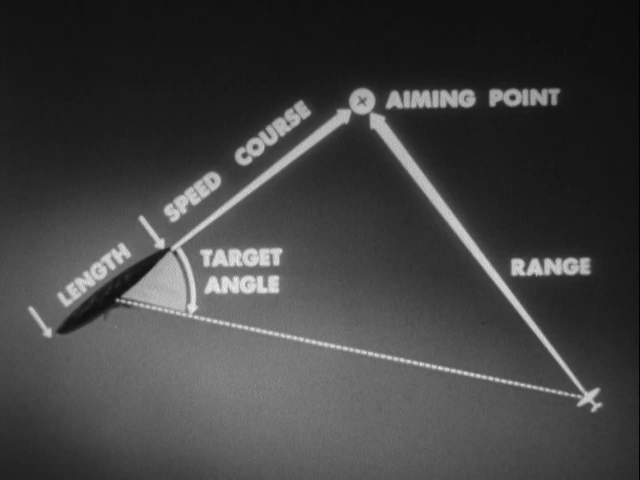 AIMING POINT
SPEED COURSE
LENGTH
TARGET
ANGLE
RANGE